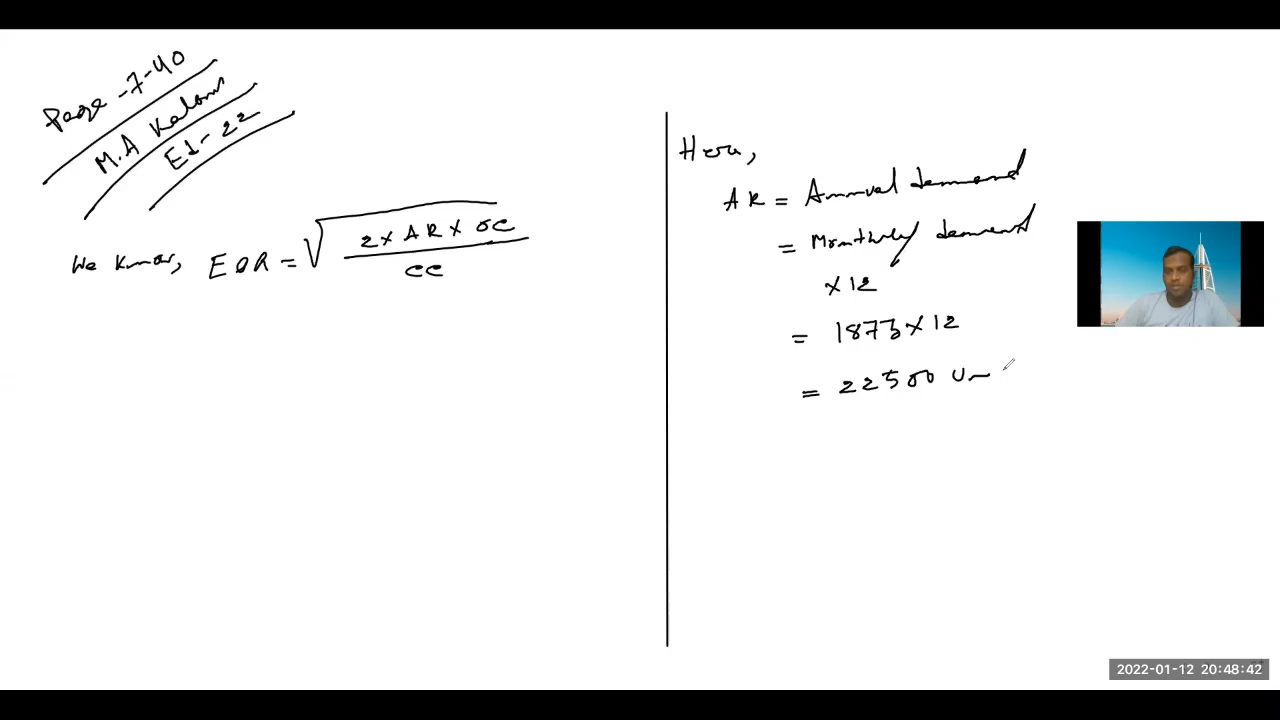 Page - 7-40
M.A Kalam
E1-22
We know, EOQ = √
2 x AR x OC
CC
Here,
AR = Annual demand
= Monthly demand
x 12
= 1875 x 12
= 22500 Un
2022-01-12 20:48:42